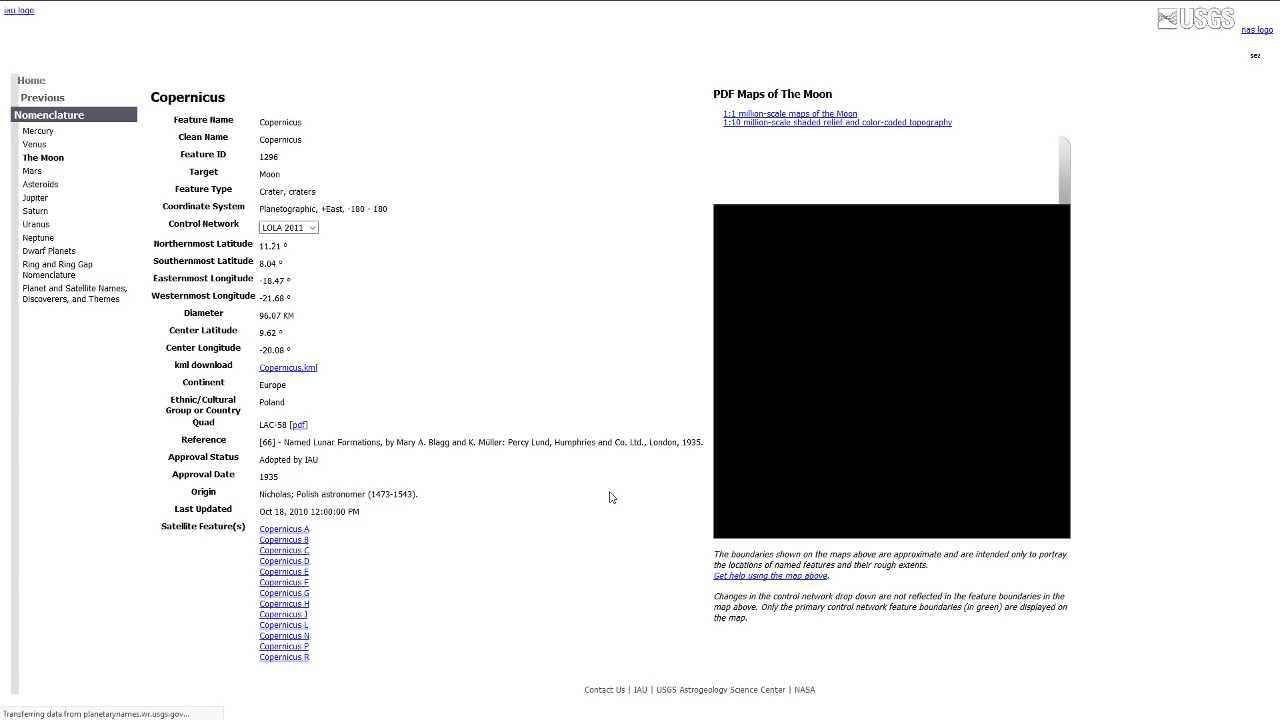 iau logo
USGS
nas logo
sea
Home
Previous
Nomenclature
Mercury
Venus
The Moon
Mars
Asteroids
Jupiter
Saturn
Uranus
Neptune
Dwarf Planets
Ring and Ring Gap
Nomenclature
Planet and Satellite Names,
Discoverers, and Themes
Copernicus
Feature Name Copernicus
Clean Name Copernicus
Feature ID 1296
Target Moon
Feature Type Crater, craters
Coordinate System Planetographic, +East, -180 - 180
Control Network LOLA 2011
Northernmost Latitude 11.21 º
Southernmost Latitude 8.04 º
Easternmost Longitude -18.47 º
Westernmost Longitude -21.68 º
Diameter 96.07 KM
Center Latitude 9.62 º
Center Longitude -20.08 º
kml download Copernicus.kml
Continent Europe
Ethnic/Cultural
Group or Country Poland
Quad LAC-58 [pdf]
Reference [66] - Named Lunar Formations, by Mary A. Blagg and K. Müller: Percy Lund, Humphries and Co. Ltd., London, 1935.
Approval Status Adopted by IAU
Approval Date 1935
Origin Nicholas; Polish astronomer (1473-1543).
Last Updated Oct 18, 2010 12:00:00 PM
Satellite Feature(s) Copernicus A
Copernicus B
Copernicus C
Copernicus D
Copernicus E
Copernicus F
Copernicus G
Copernicus H
Copernicus J
Copernicus L
Copernicus N
Copernicus P
Copernicus R
PDF Maps of The Moon
1:1 million-scale maps of the Moon
1:10 million-scale shaded relief and color-coded topography
The boundaries shown on the maps above are approximate and are intended only to portray
the locations of named features and their rough extents.
Get help using the map above.
Changes in the control network drop down are not reflected in the feature boundaries in the
map above. Only the primary control network feature boundaries (in green) are displayed on
the map.
Contact Us | IAU | USGS Astrogeology Science Center | NASA
Transferring data from planetarynames.wr.usgs.gov...